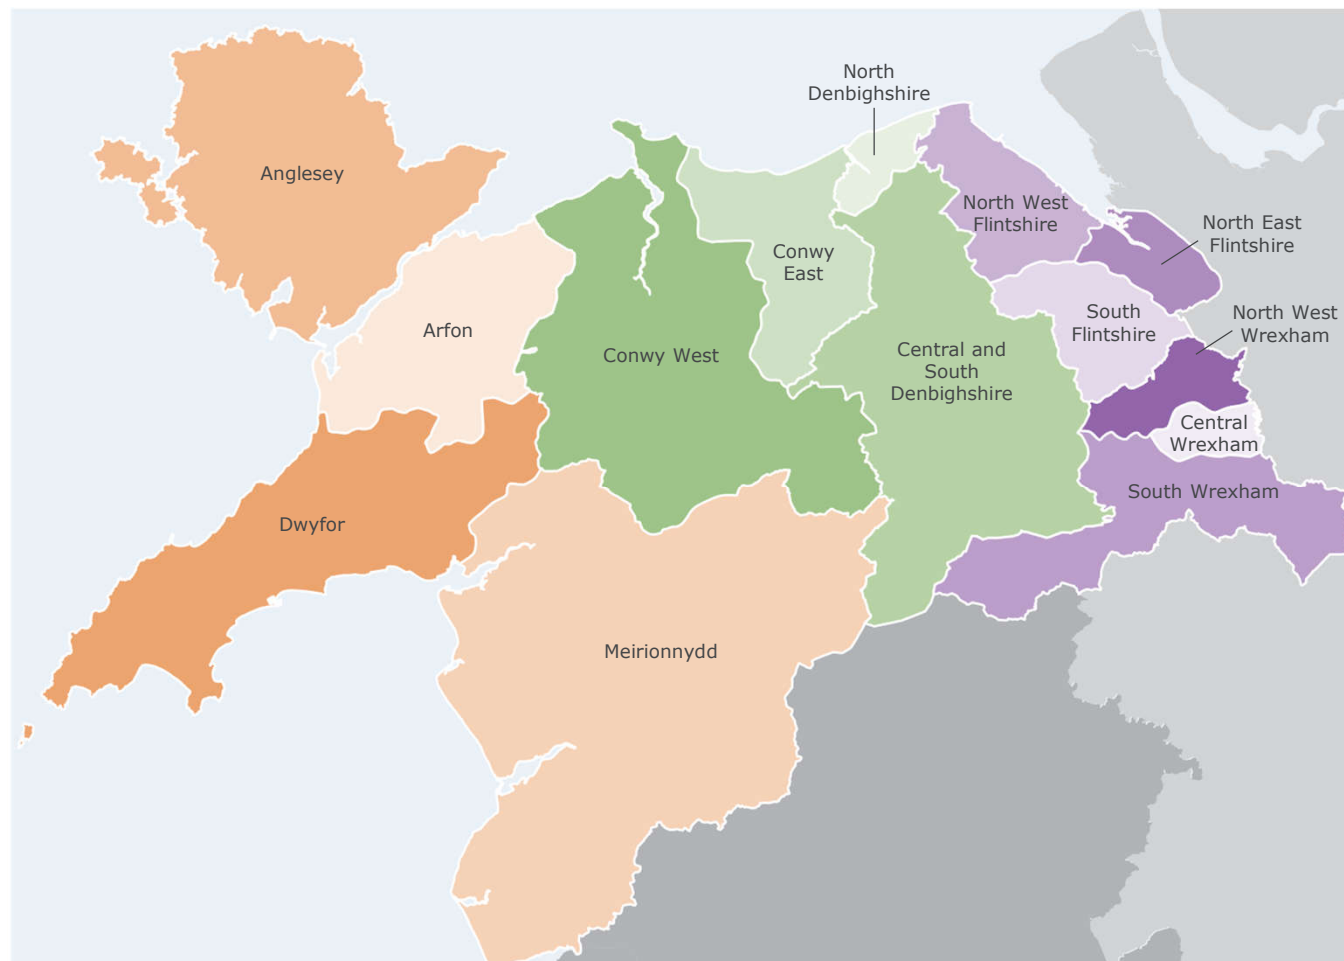 North
Denbighshire
Anglesey
North West
Flintshire
North East
Flintshire
Conwy
East
Arfon
South
Flintshire
North West
Wrexham
Conwy West
Central and
South
Denbighshire
Central
Wrexham
South Wrexham
Dwyfor
Meirionnydd